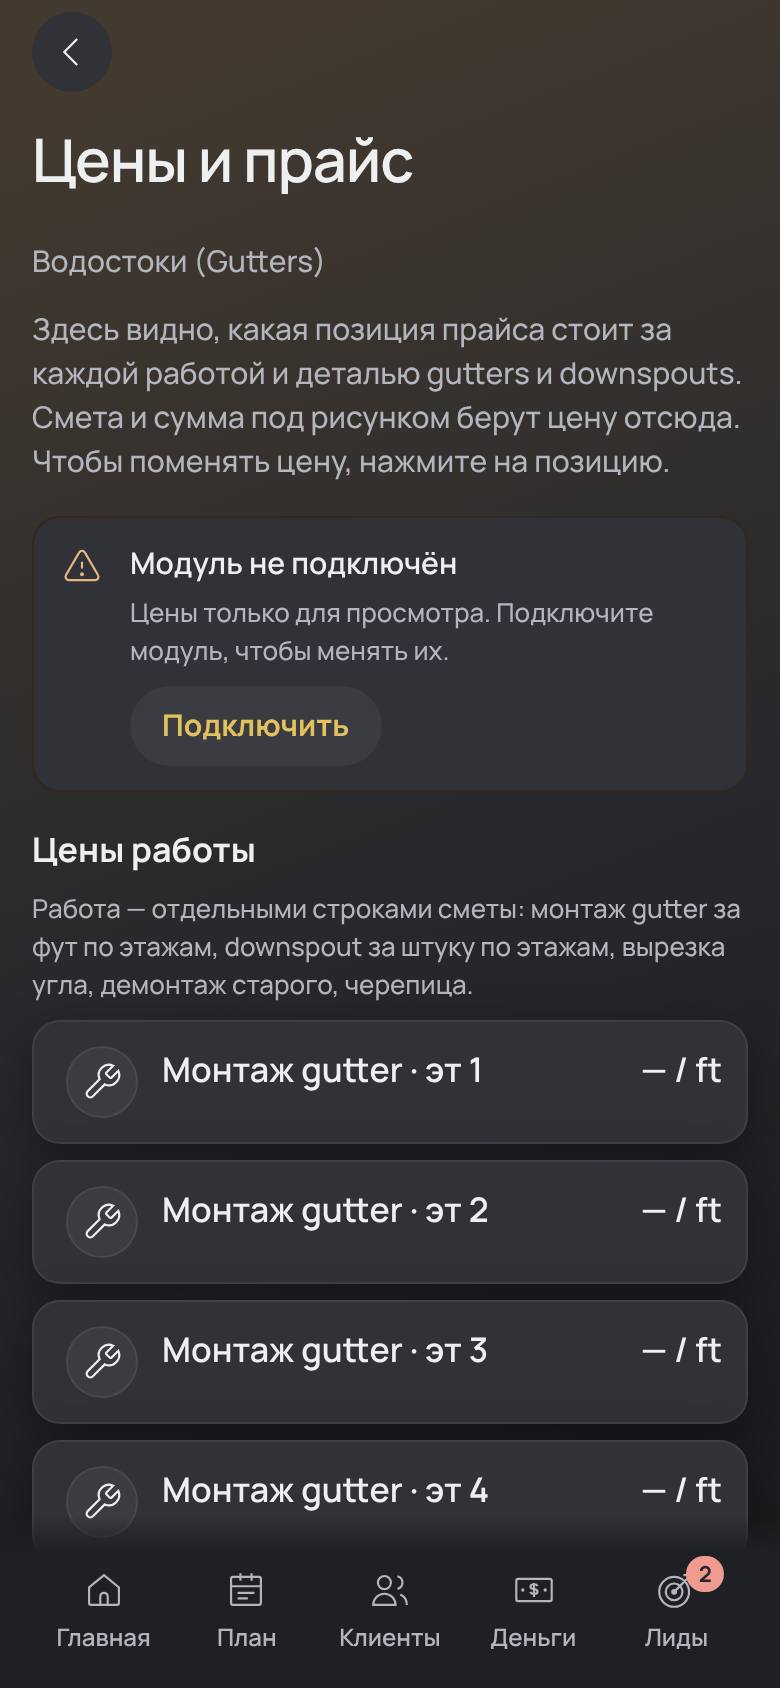 Цены и прайс
Водостоки (Gutters)
Здесь видно, какая позиция прайса стоит за
каждой работой и деталью gutters и downspouts.
Смета и сумма под рисунком берут цену отсюда.
Чтобы поменять цену, нажмите на позицию.
Модуль не подключён
Цены только для просмотра. Подключите
модуль, чтобы менять их.
Подключить
Цены работы
Работа — отдельными строками сметы: монтаж gutter за
фут по этажам, downspout за штуку по этажам, вырезка
угла, демонтаж старого, черепица.
Монтаж gutter · эт 1 — / ft
Монтаж gutter · эт 2 — / ft
Монтаж gutter · эт 3 — / ft
Монтаж gutter · эт 4 — / ft
2
Главная План Клиенты Деньги Лиды